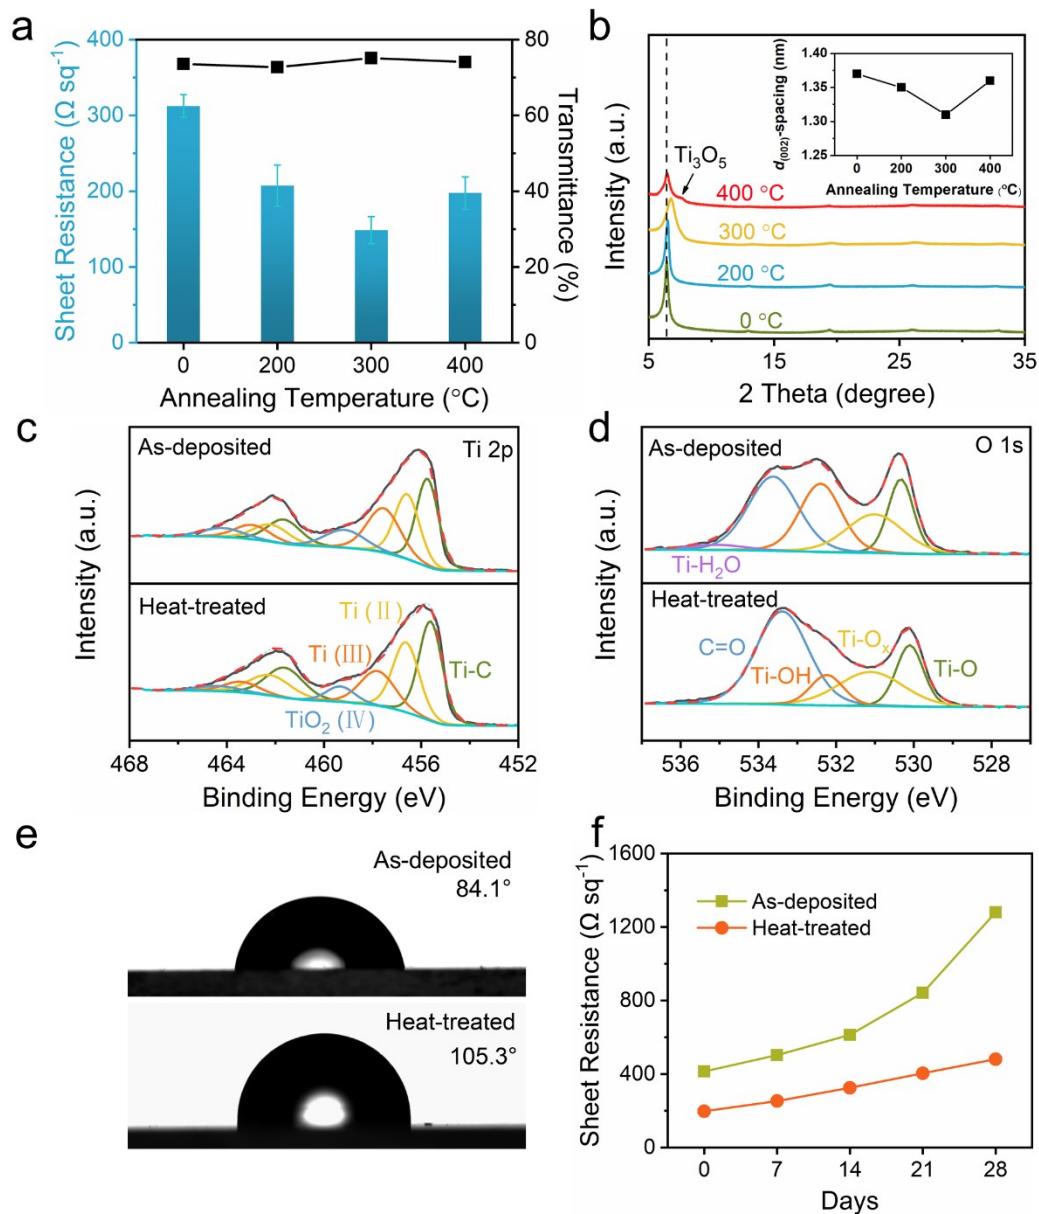 a
Sheet Resistance (Ω sq⁻¹)
400
300
200
100
0
80
60
40
20
0
Transmittance (%)
0 200 300 400
Annealing Temperature (°C)
b
Intensity (a.u.)
Ti₃O₅
400 °C
300 °C
200 °C
0 °C
5 15 25 35
2 Theta (degree)
d₍₀₀₂₎-spacing (nm)
1.40
1.35
1.30
1.25
0 200 300 400
Annealing Temperature (°C)
c
Intensity (a.u.)
As-deposited
Ti 2p
Heat-treated
Ti (II)
Ti (III)
Ti-C
TiO₂ (IV)
468 464 460 456 452
Binding Energy (eV)
d
Intensity (a.u.)
As-deposited
O 1s
Ti-H₂O
Heat-treated
C=O
Ti-Oₓ
Ti-OH
Ti-O
536 534 532 530 528
Binding Energy (eV)
e
As-deposited
84.1°
Heat-treated
105.3°
f
Sheet Resistance (Ω sq⁻¹)
1600
1200
800
400
0
As-deposited
Heat-treated
0 7 14 21 28
Days